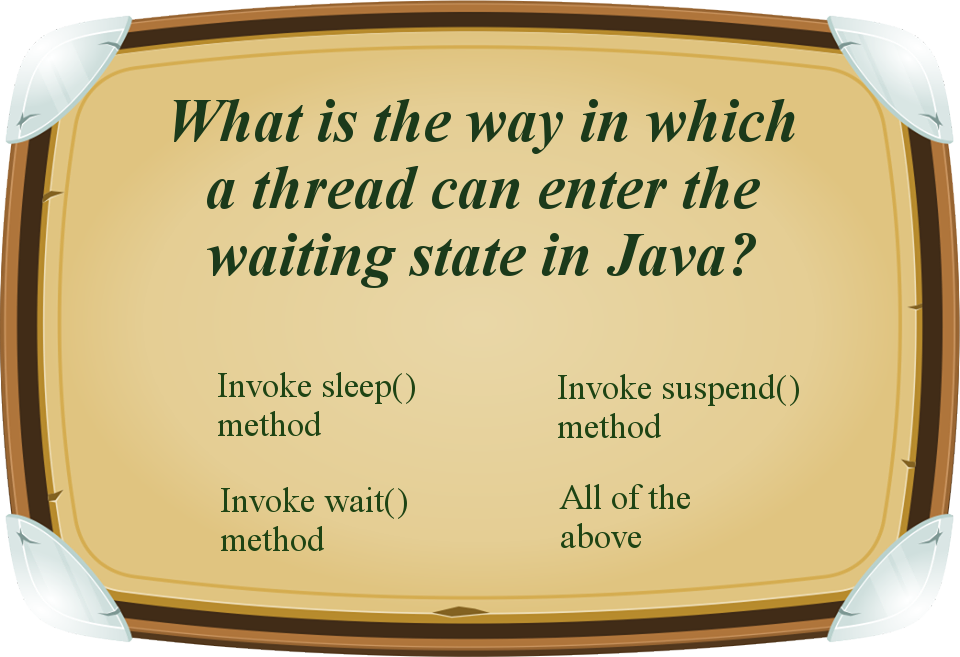 What is the way in which
a thread can enter the
waiting state in Java?
Invoke sleep()
method
Invoke suspend()
method
Invoke wait()
method
All of the
above